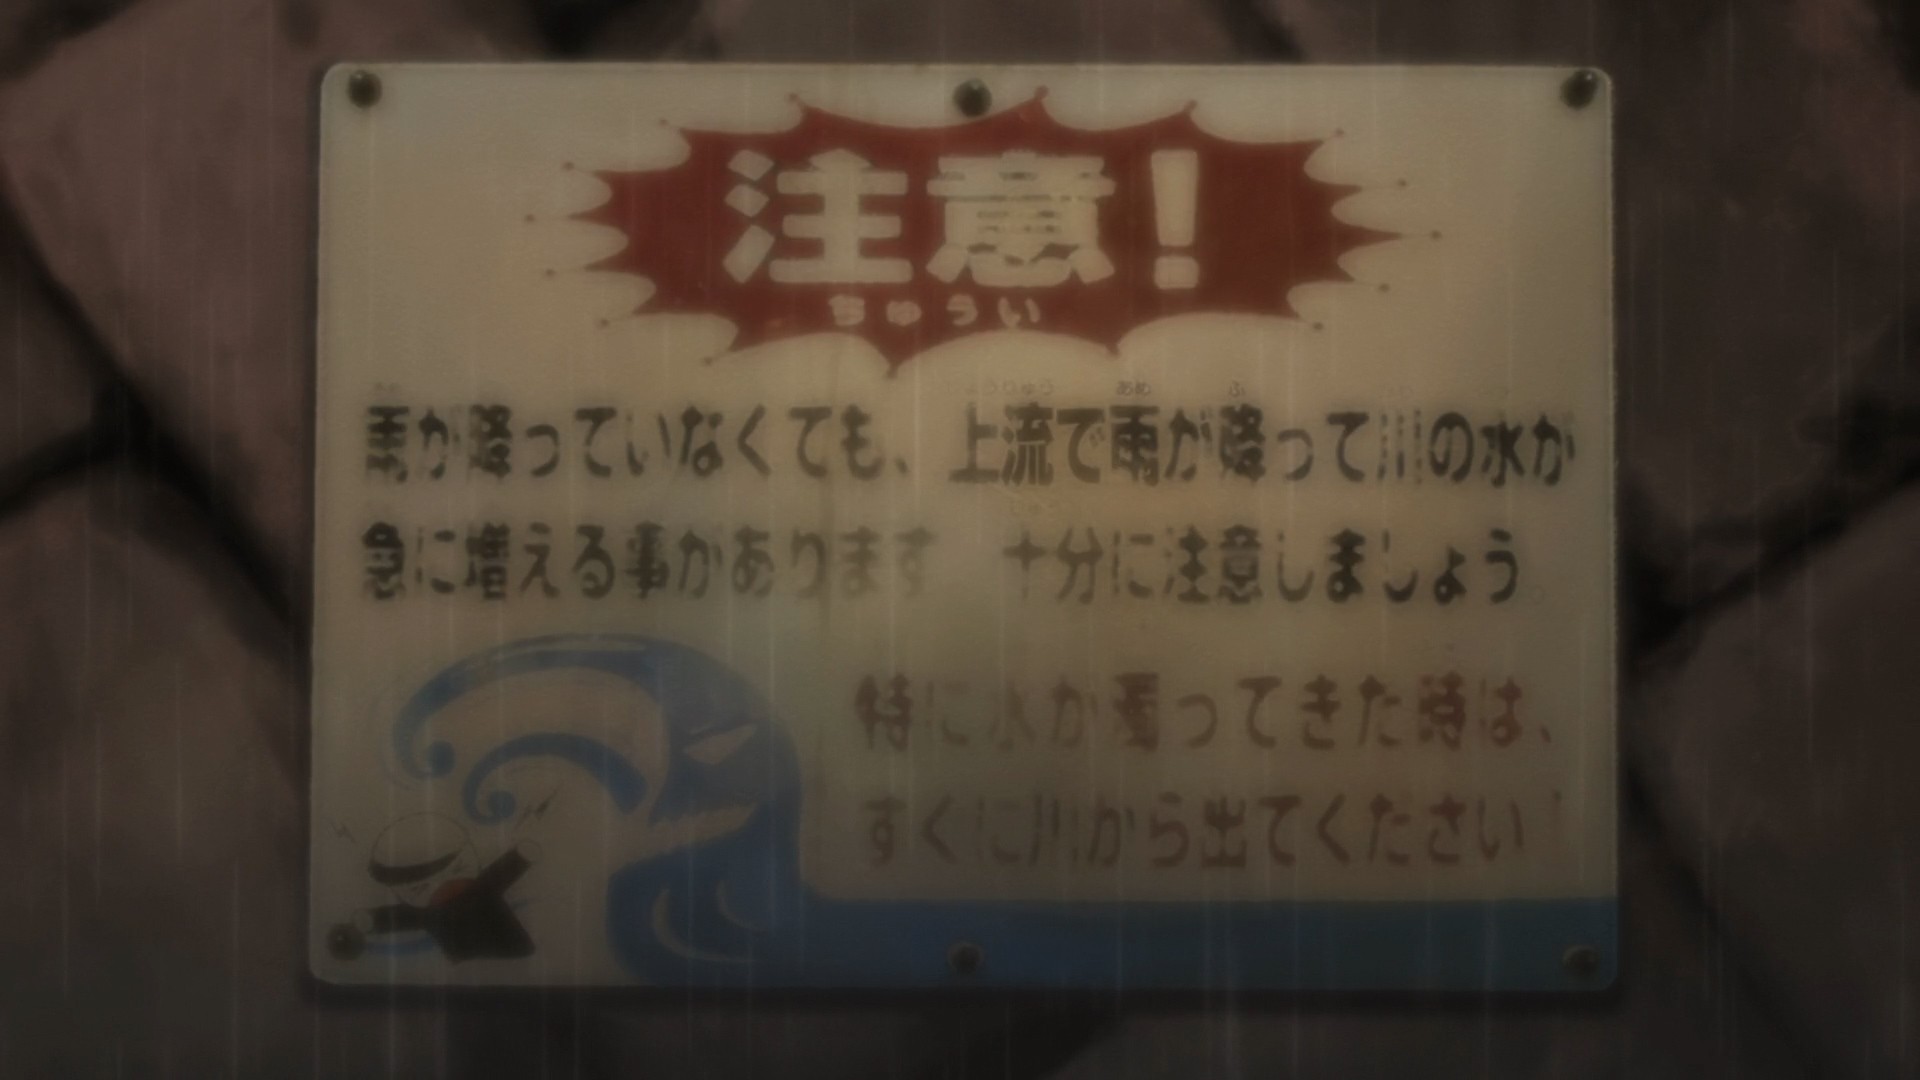 注意!
ちゅうい
雨が降っていなくても、上流で雨が降って川の水が
急に増える事があります 十分に注意しましょう。
特に水が濁ってきた時は、
すぐに川から出てください!